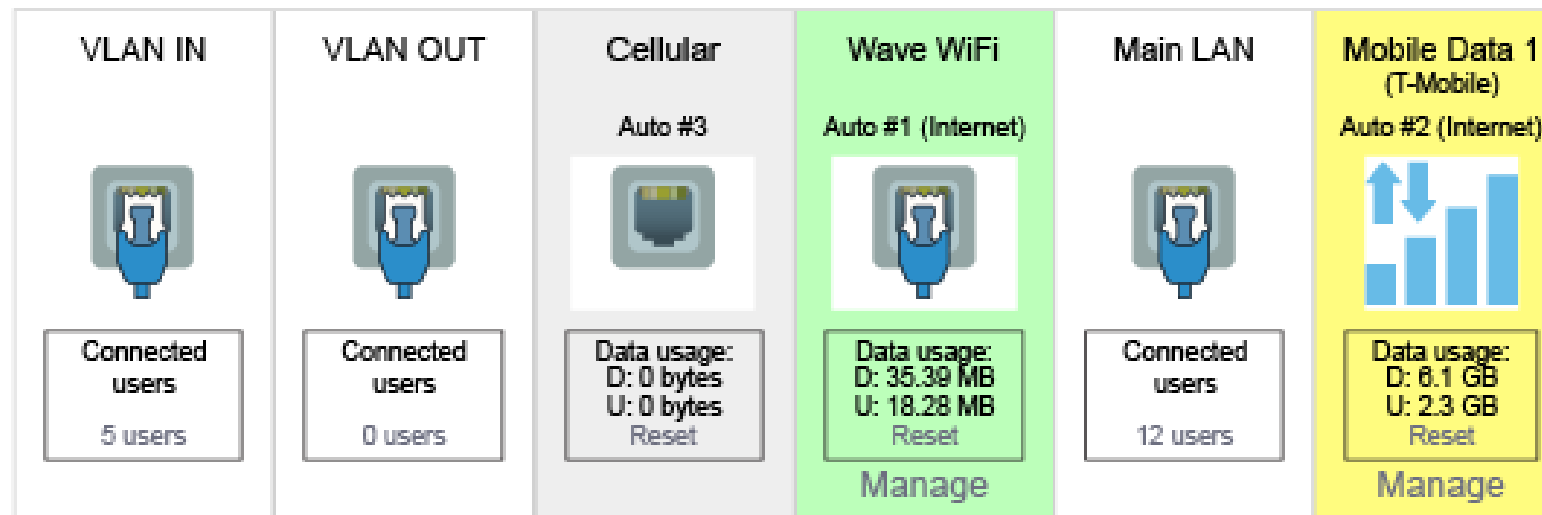 VLAN IN
Connected
users
5 users
VLAN OUT
Connected
users
0 users
Cellular
Auto #3
Data usage:
D: 0 bytes
U: 0 bytes
Reset
Wave WiFi
Auto #1 (Internet)
Data usage:
D: 35.39 MB
U: 18.28 MB
Reset
Manage
Main LAN
Connected
users
12 users
Mobile Data 1
(T-Mobile)
Auto #2 (Internet)
Data usage:
D: 6.1 GB
U: 2.3 GB
Reset
Manage